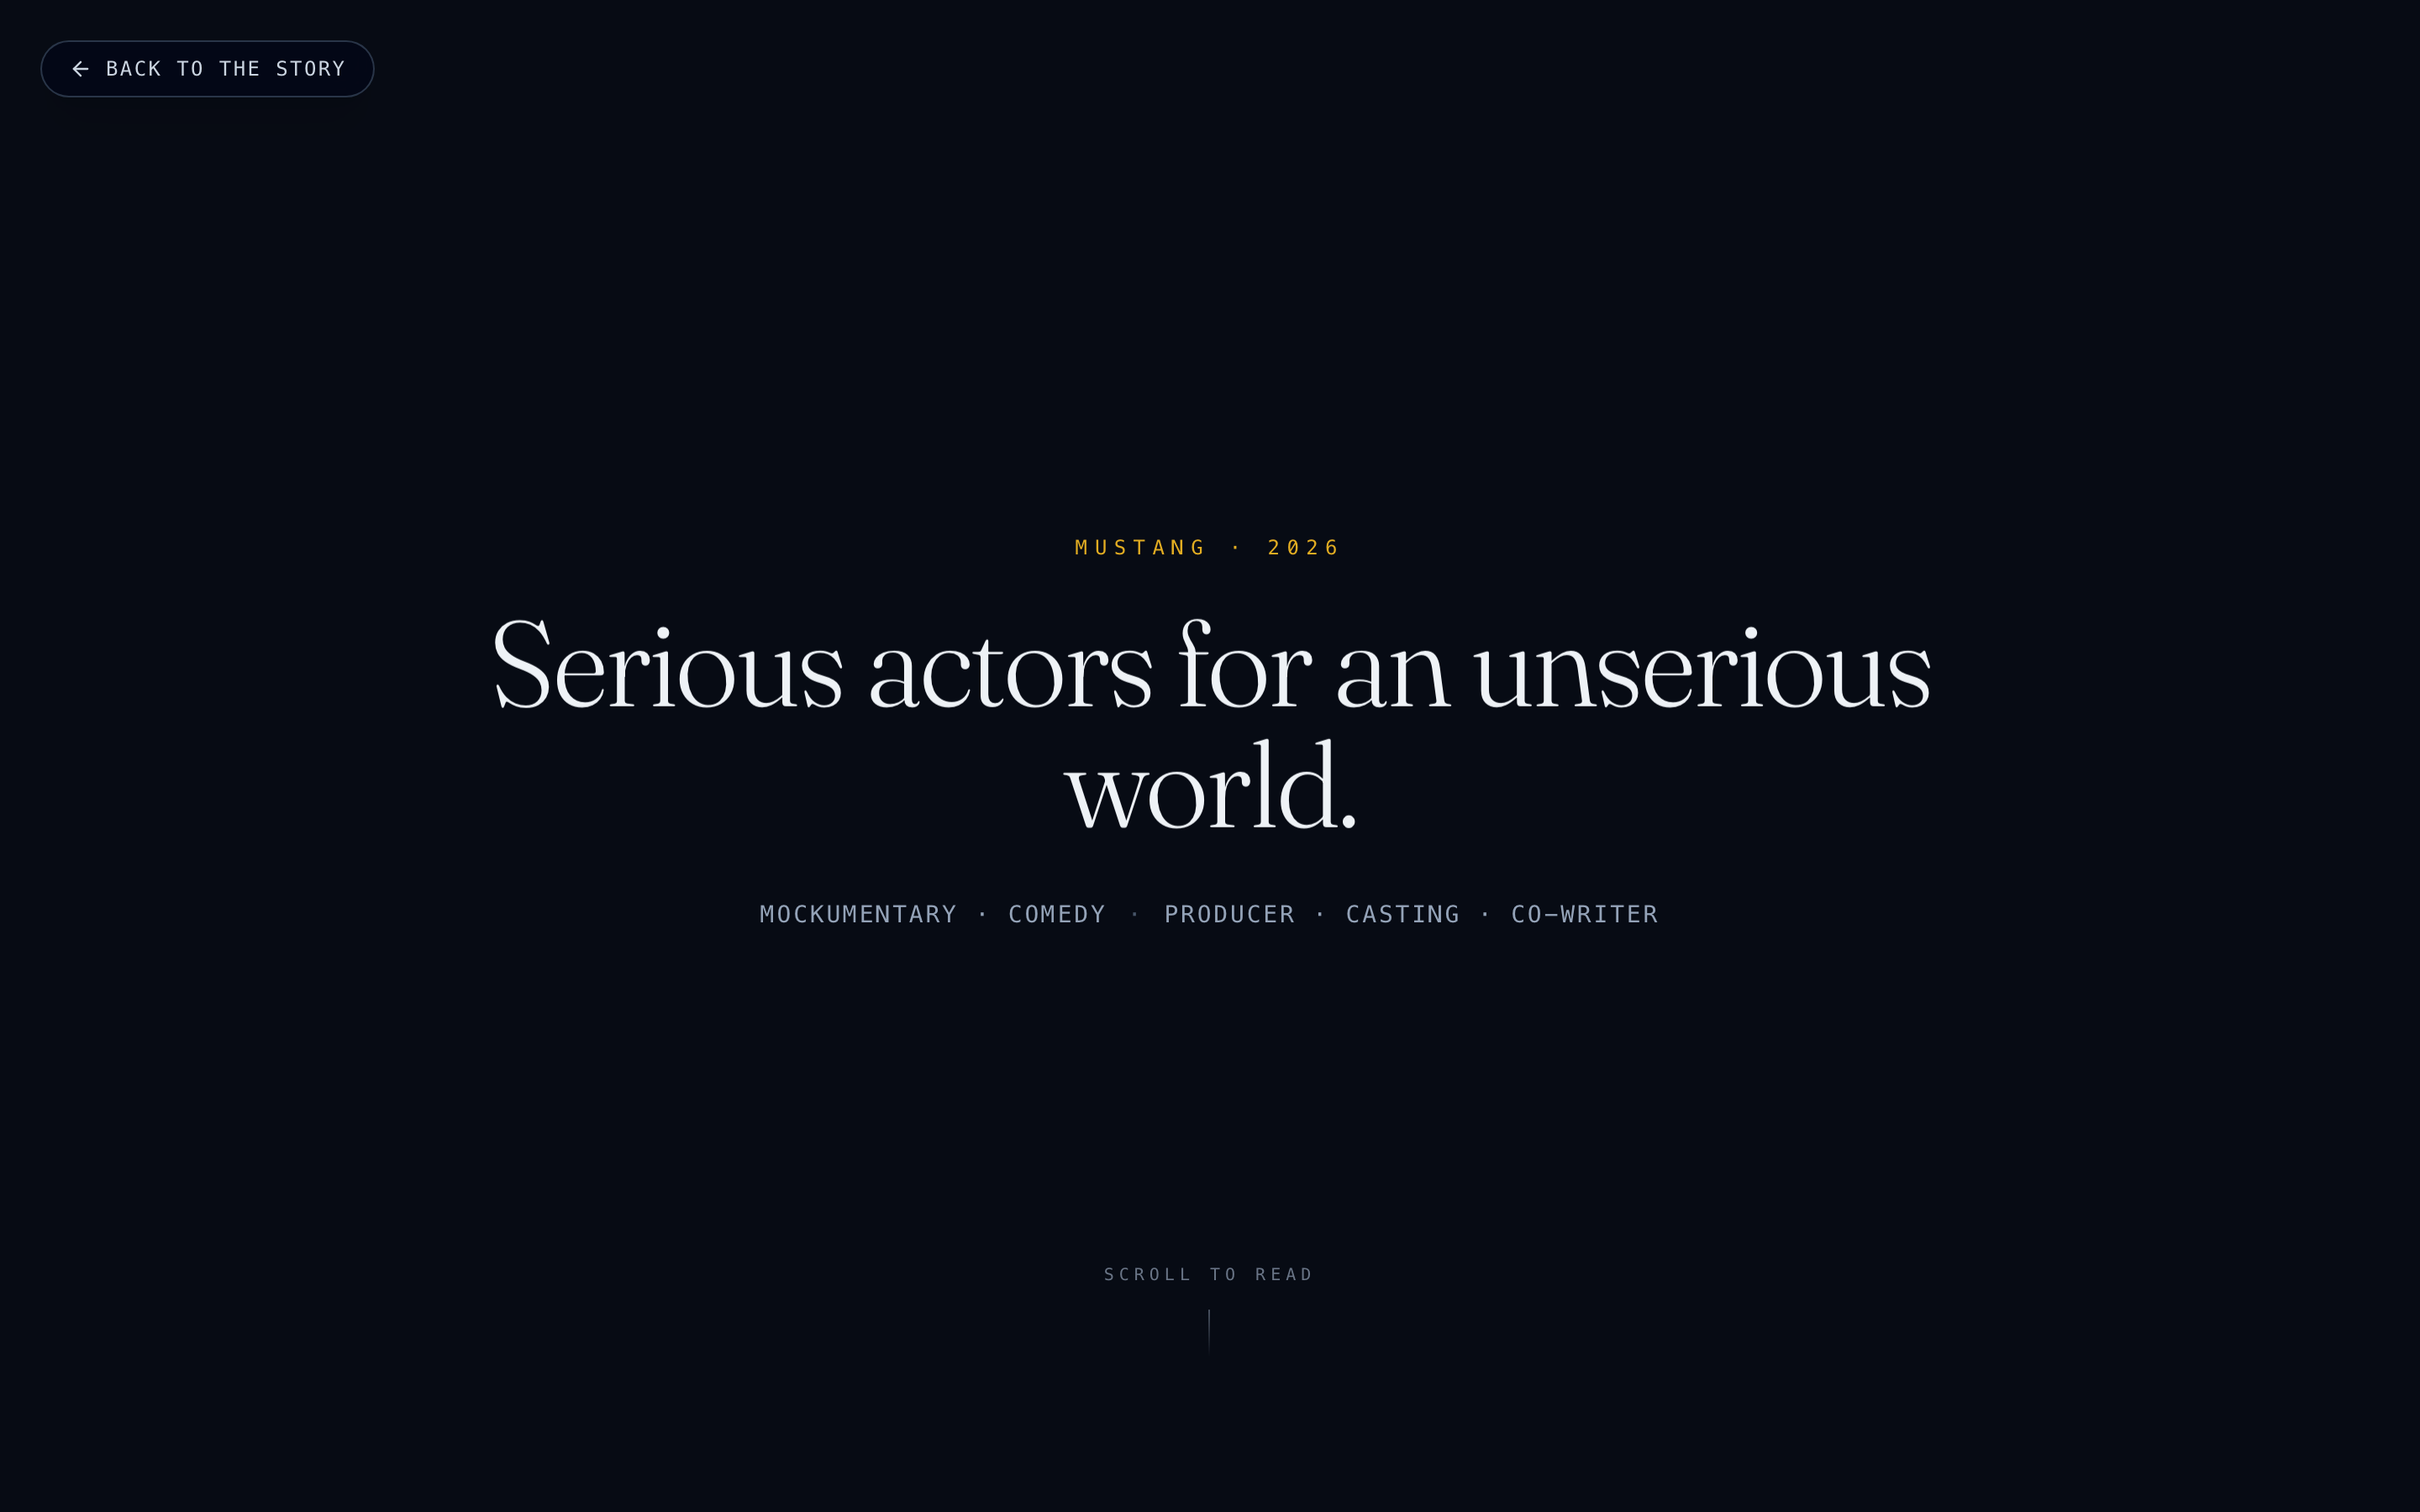 ← BACK TO THE STORY
MUSTANG · 2026
Serious actors for an unserious
world.
MOCKUMENTARY · COMEDY · PRODUCER · CASTING · CO–WRITER
SCROLL TO READ